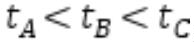 t_A < t_B < t_C